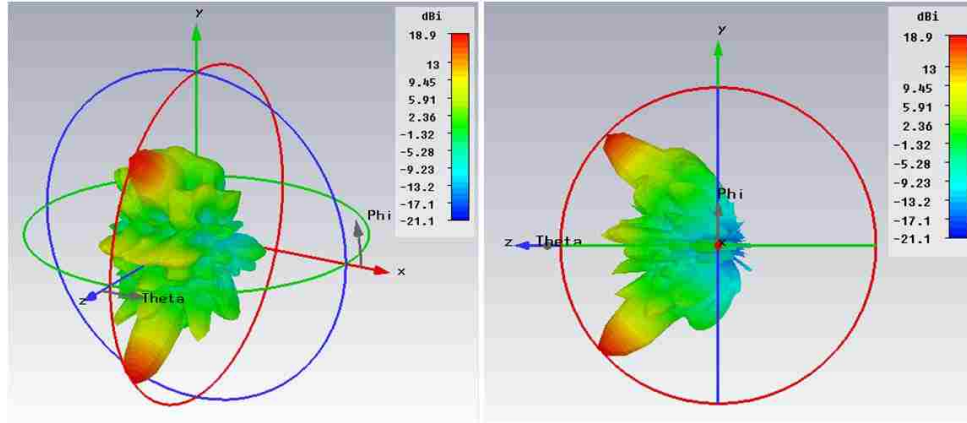 y
dBi
18.9
13
9.45
5.91
2.36
-1.32
-5.28
-9.23
-13.2
-17.1
-21.1
Phi
x
z
Theta
y
dBi
18.9
13
9.45
5.91
2.36
-1.32
-5.28
-9.23
-13.2
-17.1
-21.1
Phi
z Theta x